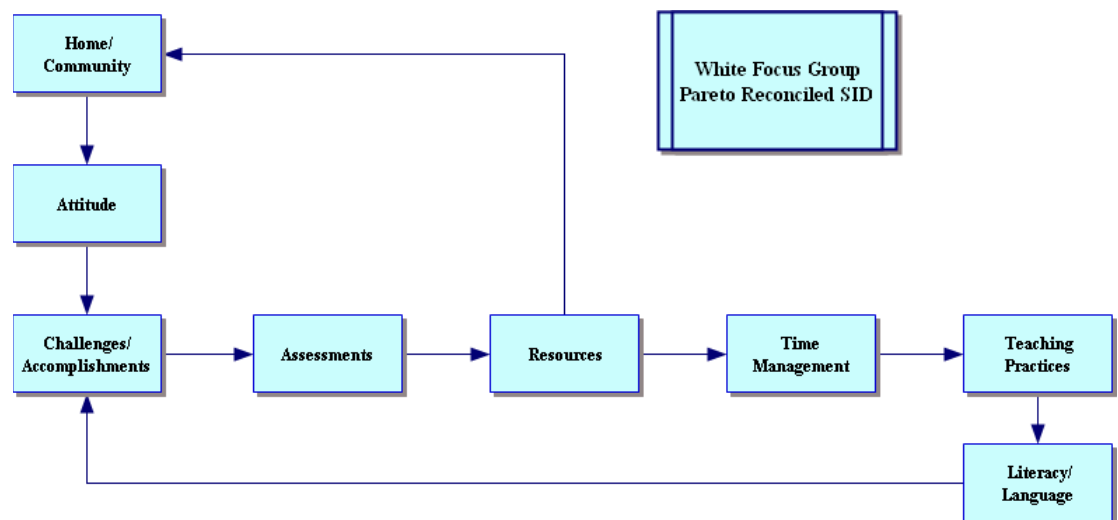 Home/
Community
White Focus Group
Pareto Reconciled SID
Attitude
Challenges/
Accomplishments
Assessments
Resources
Time
Management
Teaching
Practices
Literacy/
Language